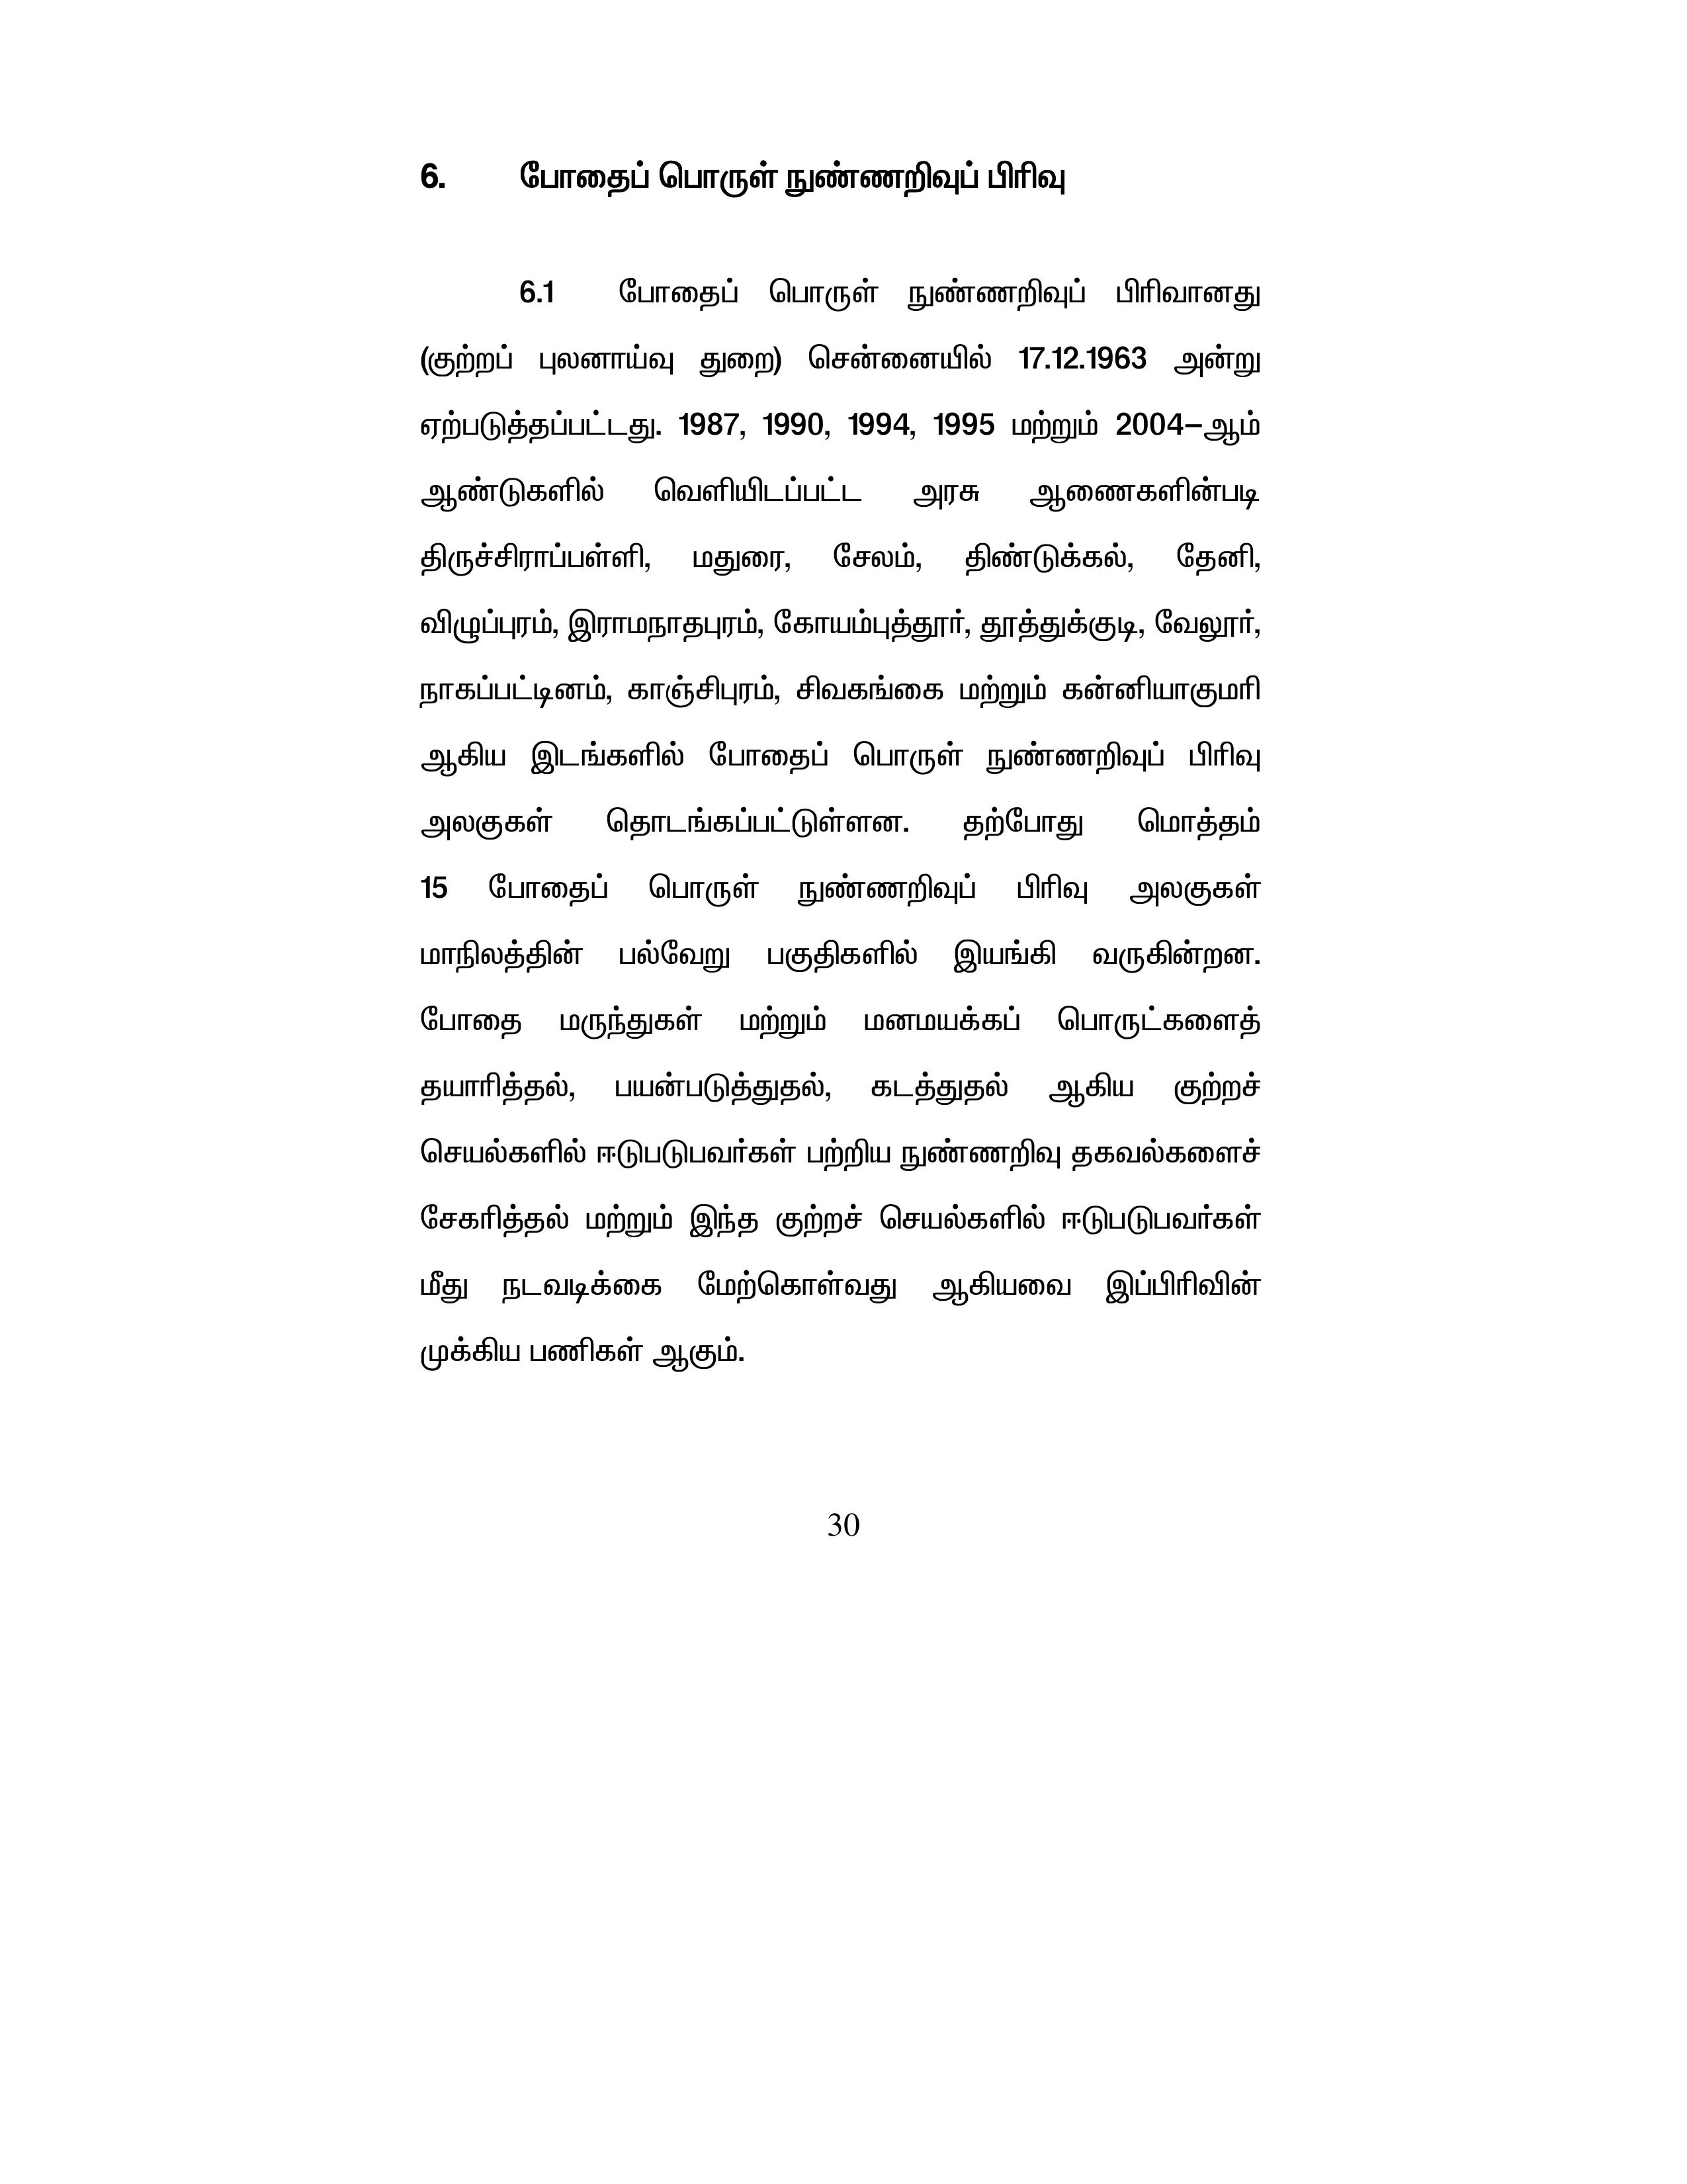 6. போதைப் பொருள் நுண்ணறிவுப் பிரிவு
6.1 போதைப் பொருள் நுண்ணறிவுப் பிரிவானது
(குற்றப் புலனாய்வு துறை) சென்னையில் 17.12.1963 அன்று
ஏற்படுத்தப்பட்டது. 1987, 1990, 1994, 1995 மற்றும் 2004–ஆம்
ஆண்டுகளில் வெளியிடப்பட்ட அரசு ஆணைகளின்படி
திருச்சிராப்பள்ளி, மதுரை, சேலம், திண்டுக்கல், தேனி,
விழுப்புரம், இராமநாதபுரம், கோயம்புத்தூர், தூத்துக்குடி, வேலூர்,
நாகப்பட்டினம், காஞ்சிபுரம், சிவகங்கை மற்றும் கன்னியாகுமரி
ஆகிய இடங்களில் போதைப் பொருள் நுண்ணறிவுப் பிரிவு
அலகுகள் தொடங்கப்பட்டுள்ளன. தற்போது மொத்தம்
15 போதைப் பொருள் நுண்ணறிவுப் பிரிவு அலகுகள்
மாநிலத்தின் பல்வேறு பகுதிகளில் இயங்கி வருகின்றன.
போதை மருந்துகள் மற்றும் மனமயக்கப் பொருட்களைத்
தயாரித்தல், பயன்படுத்துதல், கடத்துதல் ஆகிய குற்றச்
செயல்களில் ஈடுபடுபவர்கள் பற்றிய நுண்ணறிவு தகவல்களைச்
சேகரித்தல் மற்றும் இந்த குற்றச் செயல்களில் ஈடுபடுபவர்கள்
மீது நடவடிக்கை மேற்கொள்வது ஆகியவை இப்பிரிவின்
முக்கிய பணிகள் ஆகும்.
30